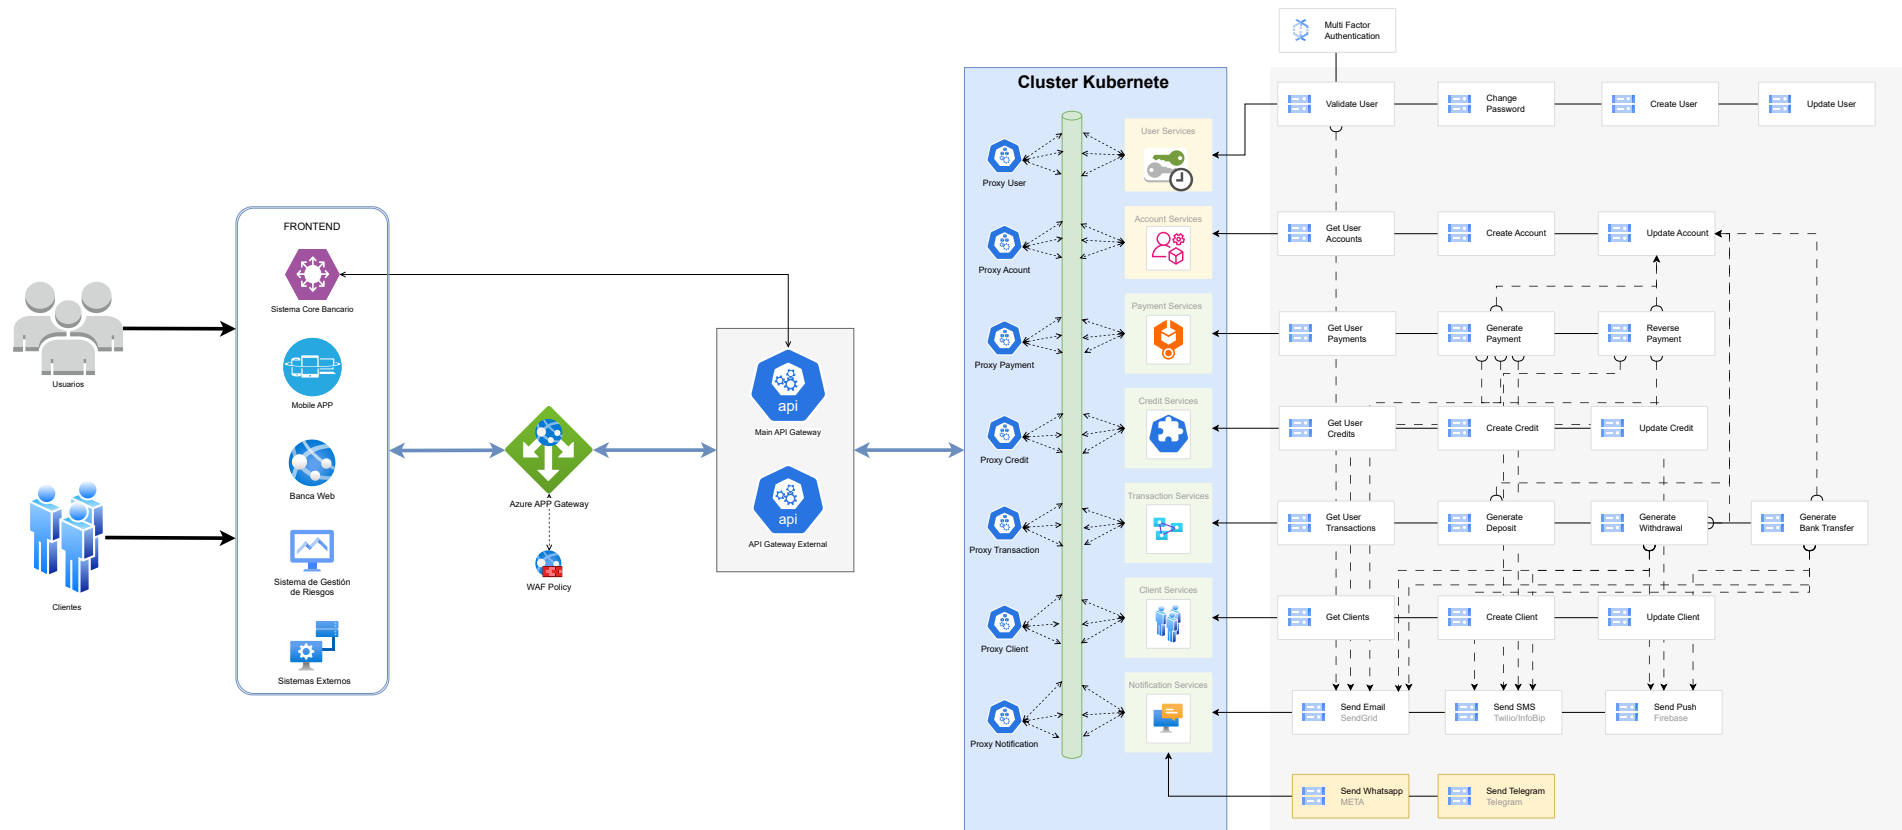 Multi Factor
Authentication
Cluster Kubernete
Validate User
Change
Password
Create User
Update User
User Services
Proxy User
Account Services
Proxy Acount
Get User
Accounts
Create Account
Update Account
FRONTEND
Sistema Core Bancario
Usuarios
Mobile APP
Payment Services
Proxy Payment
Get User
Payments
Generate
Payment
Reverse
Payment
api
Main API Gateway
Credit Services
Proxy Credit
Get User
Credits
Create Credit
Update Credit
Banca Web
Azure APP Gateway
api
API Gateway External
Transaction Services
Proxy Transaction
Get User
Transactions
Generate
Deposit
Generate
Withdrawal
Generate
Bank Transfer
Sistema de Gestión
de Riesgos
WAF Policy
Clientes
Client Services
Proxy Client
Get Clients
Create Client
Update Client
Sistemas Externos
Notification Services
Proxy Notification
Send Email
SendGrid
Send SMS
Twilio/InfoBip
Send Push
Firebase
Send Whatsapp
META
Send Telegram
Telegram